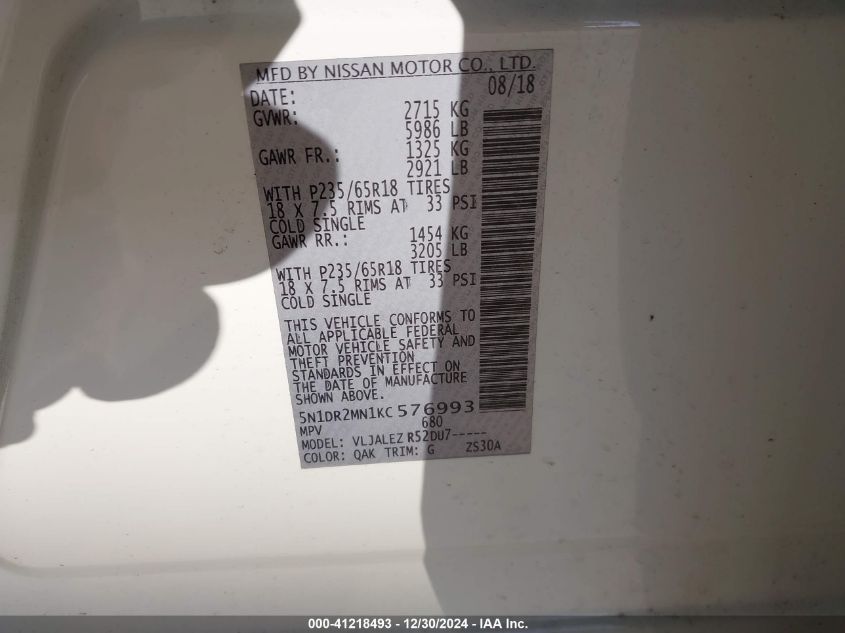 MFD BY NISSAN MOTOR CO., LTD.
DATE: 08/18
GVWR: 2715 KG
5986 LB
GAWR FR.: 1325 KG
2921 LB
WITH P235/65R18 TIRES
18 X 7.5 RIMS AT 33 PSI
COLD SINGLE
GAWR RR.: 1454 KG
3205 LB
WITH P235/65R18 TIRES
18 X 7.5 RIMS AT 33 PSI
COLD SINGLE
THIS VEHICLE CONFORMS TO
ALL APPLICABLE FEDERAL
MOTOR VEHICLE SAFETY AND
THEFT PREVENTION
STANDARDS IN EFFECT ON
THE DATE OF MANUFACTURE
SHOWN ABOVE.
5N1DR2MN1KC576993
MPV 680
MODEL: VLJALEZ R52DU7-----
COLOR: QAK TRIM: G ZS30A
000-41218493 - 12/30/2024 - IAA Inc.